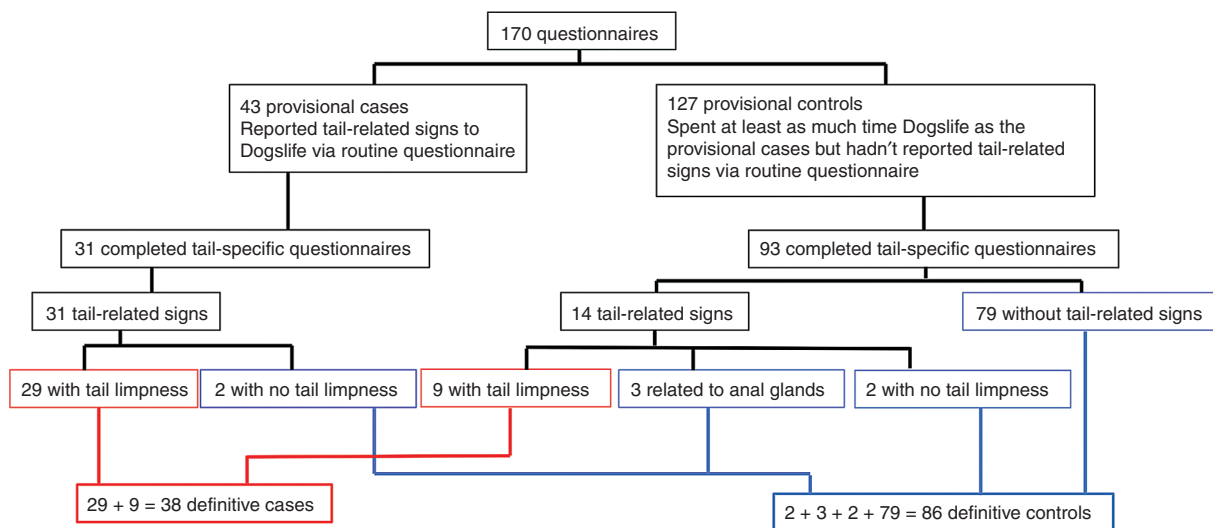 170 questionnaires
43 provisional cases
Reported tail-related signs to
Dogslife via routine questionnaire
127 provisional controls
Spent at least as much time Dogslife as the
provisional cases but hadn't reported tail-related
signs via routine questionnaire
31 completed tail-specific questionnaires
93 completed tail-specific questionnaires
31 tail-related signs
14 tail-related signs
79 without tail-related signs
29 with tail limpness
2 with no tail limpness
9 with tail limpness
3 related to anal glands
2 with no tail limpness
29 + 9 = 38 definitive cases
2 + 3 + 2 + 79 = 86 definitive controls